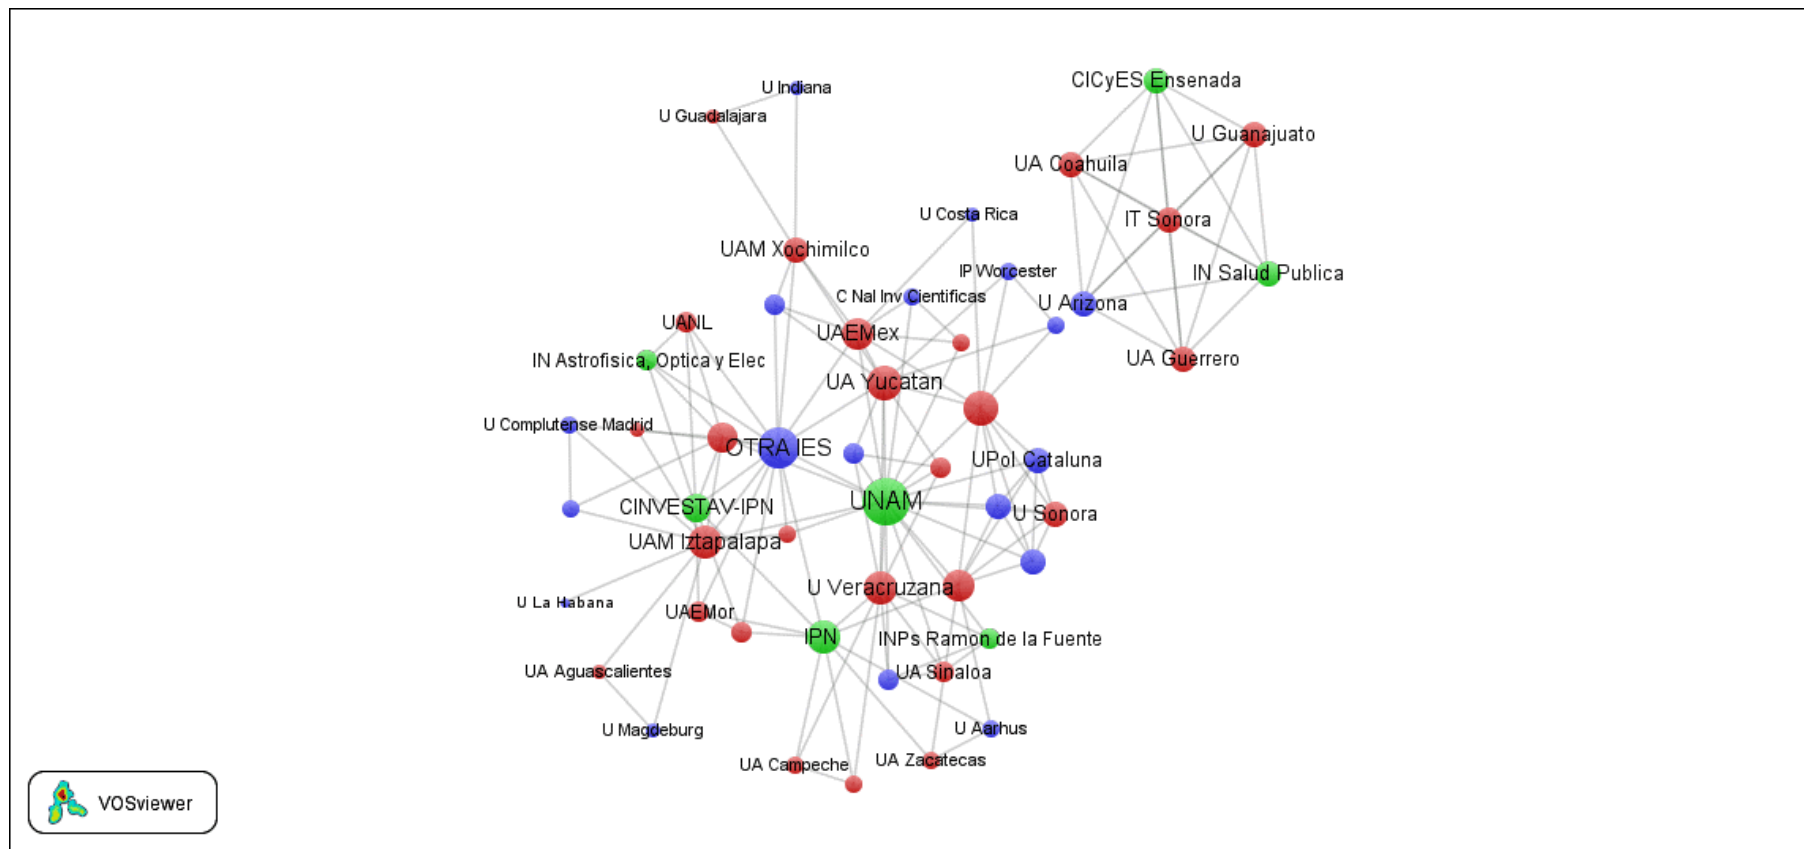 CICyES Ensenada
U Indiana
U Guadalajara
U Guanajuato
UA Coahuila
U Costa Rica
IT Sonora
UAM Xochimilco
IP Worcester
IN Salud Publica
C Nal Inv Cientificas
U Arizona
UANL
UAEMex
IN Astrofisica, Optica y Elec
UA Guerrero
UA Yucatan
U Complutense Madrid
OTRA IES
UPol Cataluna
CINVESTAV-IPN
UNAM
U Sonora
UAM Iztapalapa
U Veracruzana
U La Habana
UAEMor
IPN
INPs Ramon de la Fuente
UA Aguascalientes
UA Sinaloa
U Magdeburg
U Aarhus
UA Campeche
UA Zacatecas
VOSviewer